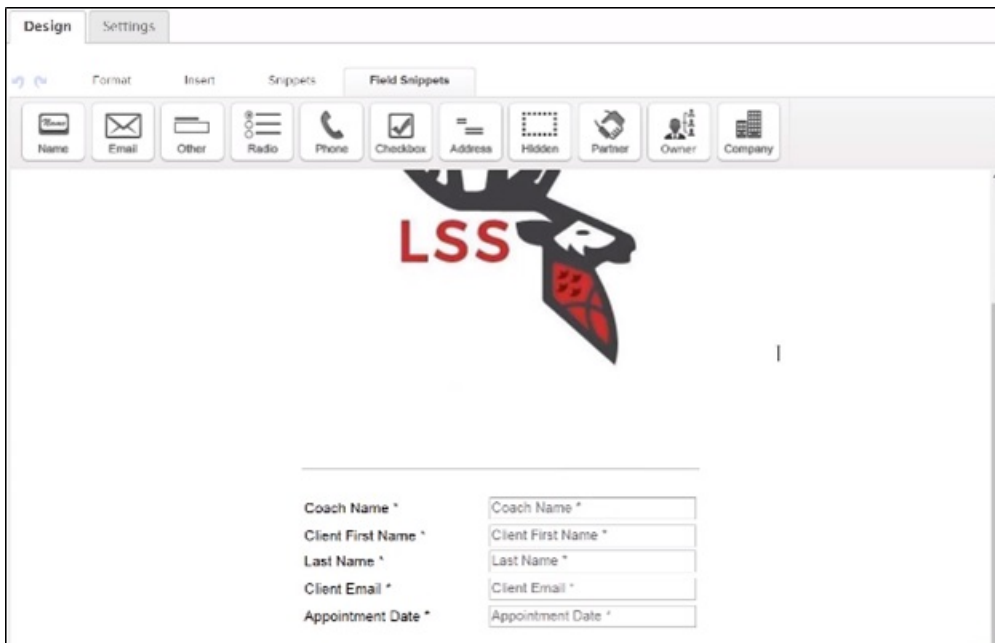 Design Settings
Format Insert Snippets Field Snippets
Name
Name Email Other Radio Phone Checkbox Address Hidden Partner Owner Company
LSS
Coach Name * Coach Name *
Client First Name * Client First Name *
Last Name * Last Name *
Client Email * Client Email *
Appointment Date * Appointment Date *